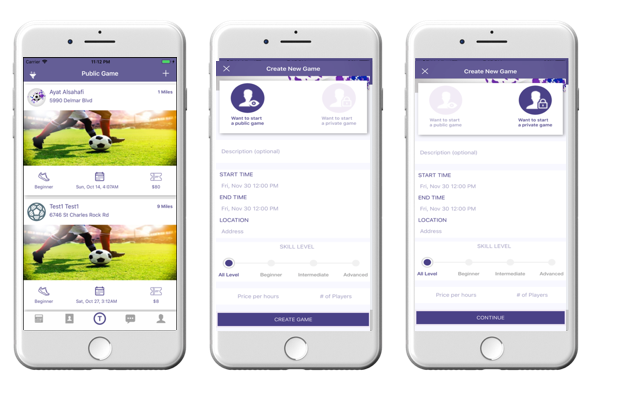 Carrier
11:12 PM
Public Game
+
Ayat Alsahafi
1 Miles
5990 Delmar Blvd
Beginner
Sun, Oct 14, 4:07AM
$50
Test1 Test1
9 Miles
6746 St Charles Rock Rd
Beginner
Sat, Oct 27, 3:12AM
$6
T
Create New Game
Want to start
a public game
Want to start
a private game
Description (optional)
START TIME
Fri, Nov 30 12:00 PM
END TIME
Fri, Nov 30 12:00 PM
LOCATION
Address
SKILL LEVEL
All Level
Beginner
Intermediate
Advanced
Price per hours
# of Players
CREATE GAME
Create New Game
Want to start
a public game
Want to start
a private game
Description (optional)
START TIME
Fri, Nov 30 12:00 PM
END TIME
Fri, Nov 30 12:00 PM
LOCATION
Address
SKILL LEVEL
All Level
Beginner
Intermediate
Advanced
Price per hours
# of Players
CONTINUE